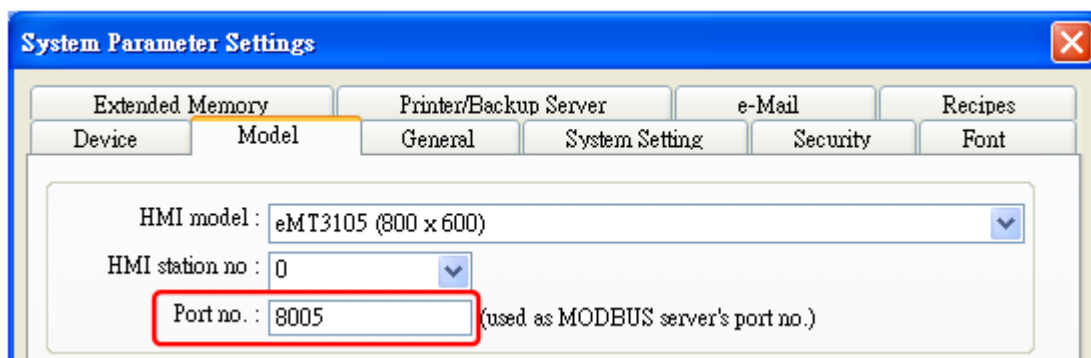 System Parameter Settings
Extended Memory Printer/Backup Server e-Mail Recipes
Device Model General System Setting Security Font
HMI model : eMT3105 (800 x 600)
HMI station no : 0
Port no. : 8005 (used as MODBUS server's port no.)